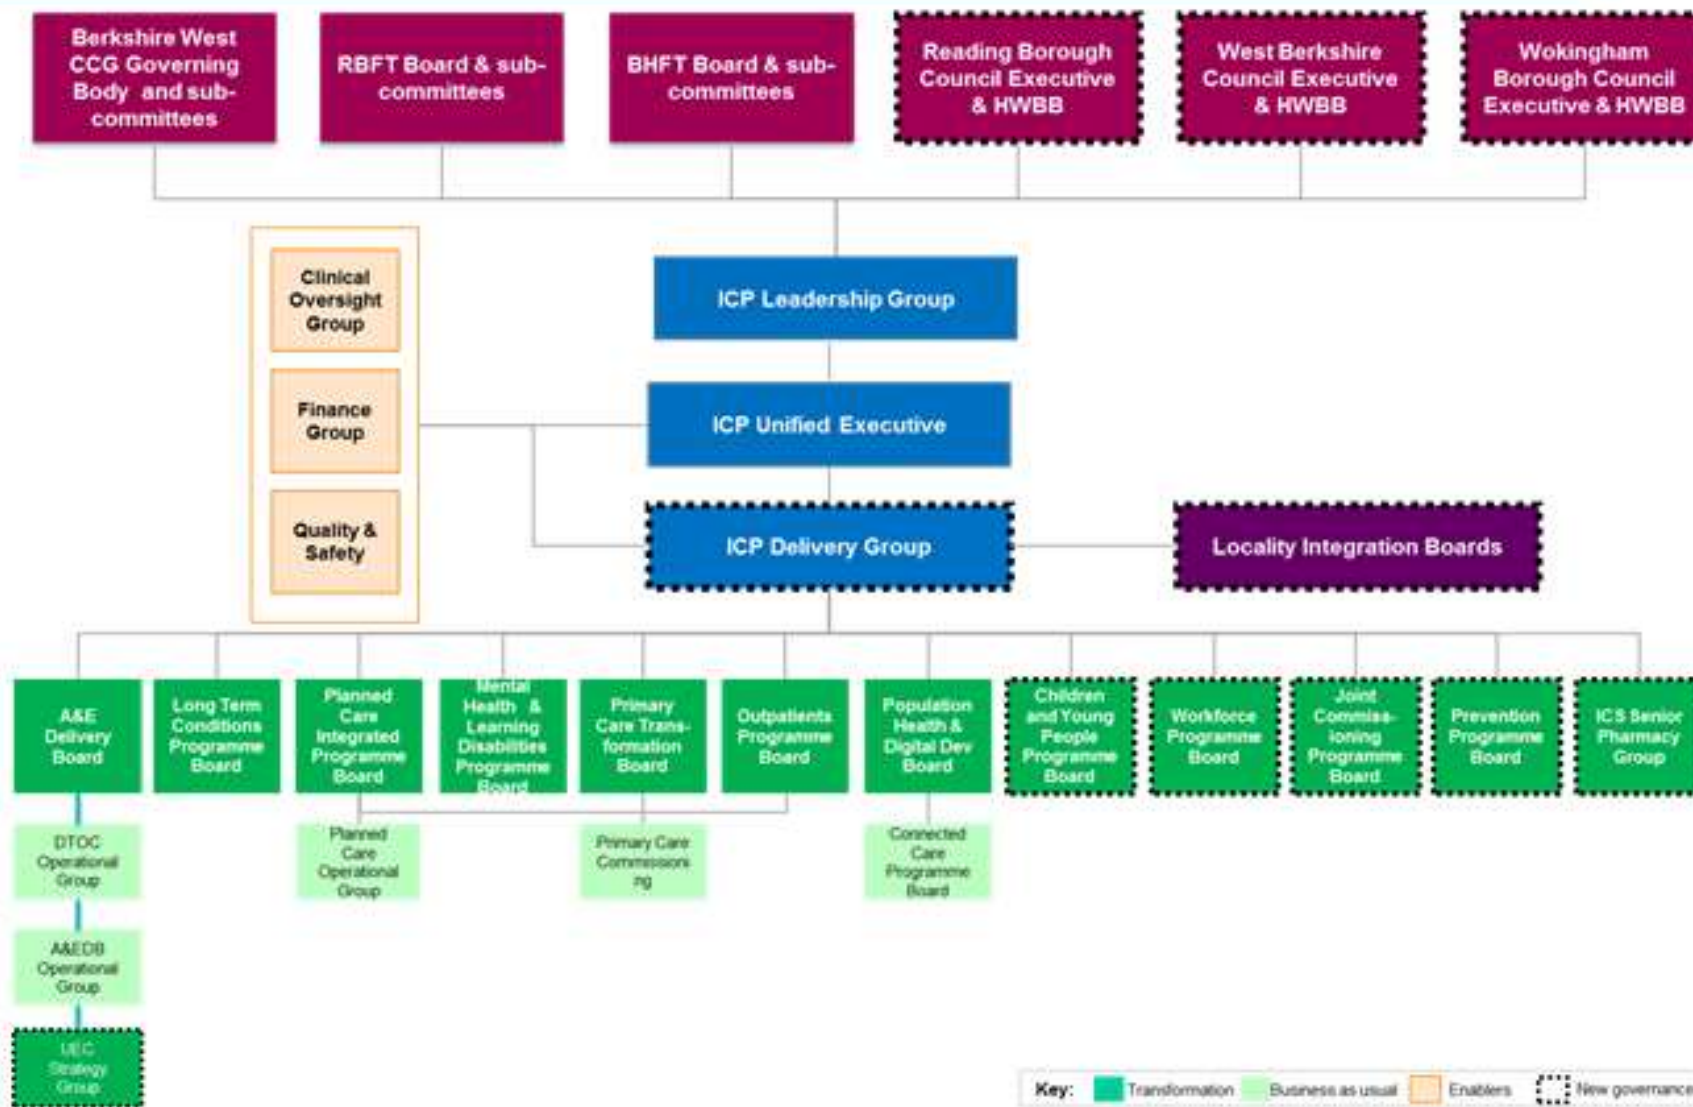 Berkshire West
CCG Governing
Body and sub-
committees
RBFT Board & sub-
committees
BHFT Board & sub-
committees
Reading Borough
Council Executive
& HWBB
West Berkshire
Council Executive
& HWBB
Wokingham
Borough Council
Executive & HWBB
Clinical
Oversight
Group
Finance
Group
Quality &
Safety
ICP Leadership Group
ICP Unified Executive
ICP Delivery Group
Locality Integration Boards
A&E
Delivery
Board
Long Term
Conditions
Programme
Board
Planned
Care
Integrated
Programme
Board
Mental
Health &
Learning
Disabilities
Programme
Board
Primary
Care Trans-
formation
Board
Outpatients
Programme
Board
Population
Health &
Digital Dev
Board
Children
and Young
People
Programme
Board
Workforce
Programme
Board
Joint
Commiss-
ioning
Programme
Board
Prevention
Programme
Board
ICS Senior
Pharmacy
Group
DTOC
Operational
Group
Planned
Care
Operational
Group
Primary Care
Commissioni
ng
Connected
Care
Programme
Board
A&EDB
Operational
Group
UEC
Strategy
Group
Key: Transformation Business as usual Enablers New governance